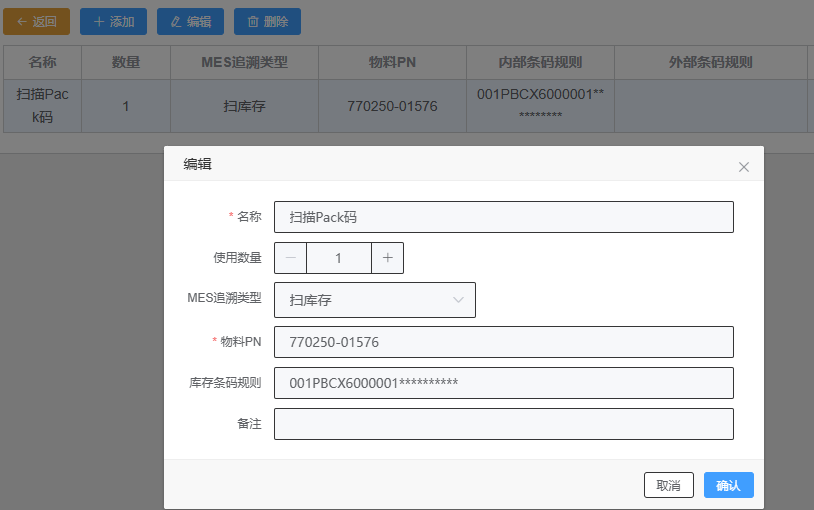 返回 添加 编辑 删除
名称 数量 MES追溯类型 物料PN 内部条码规则 外部条码规则
扫描Pac
k码
1 扫库存 770250-01576
001PBCX6000001**
********
编辑
* 名称 扫描Pack码
使用数量 1
MES追溯类型 扫库存
* 物料PN 770250-01576
库存条码规则 001PBCX6000001**********
备注
取消 确认